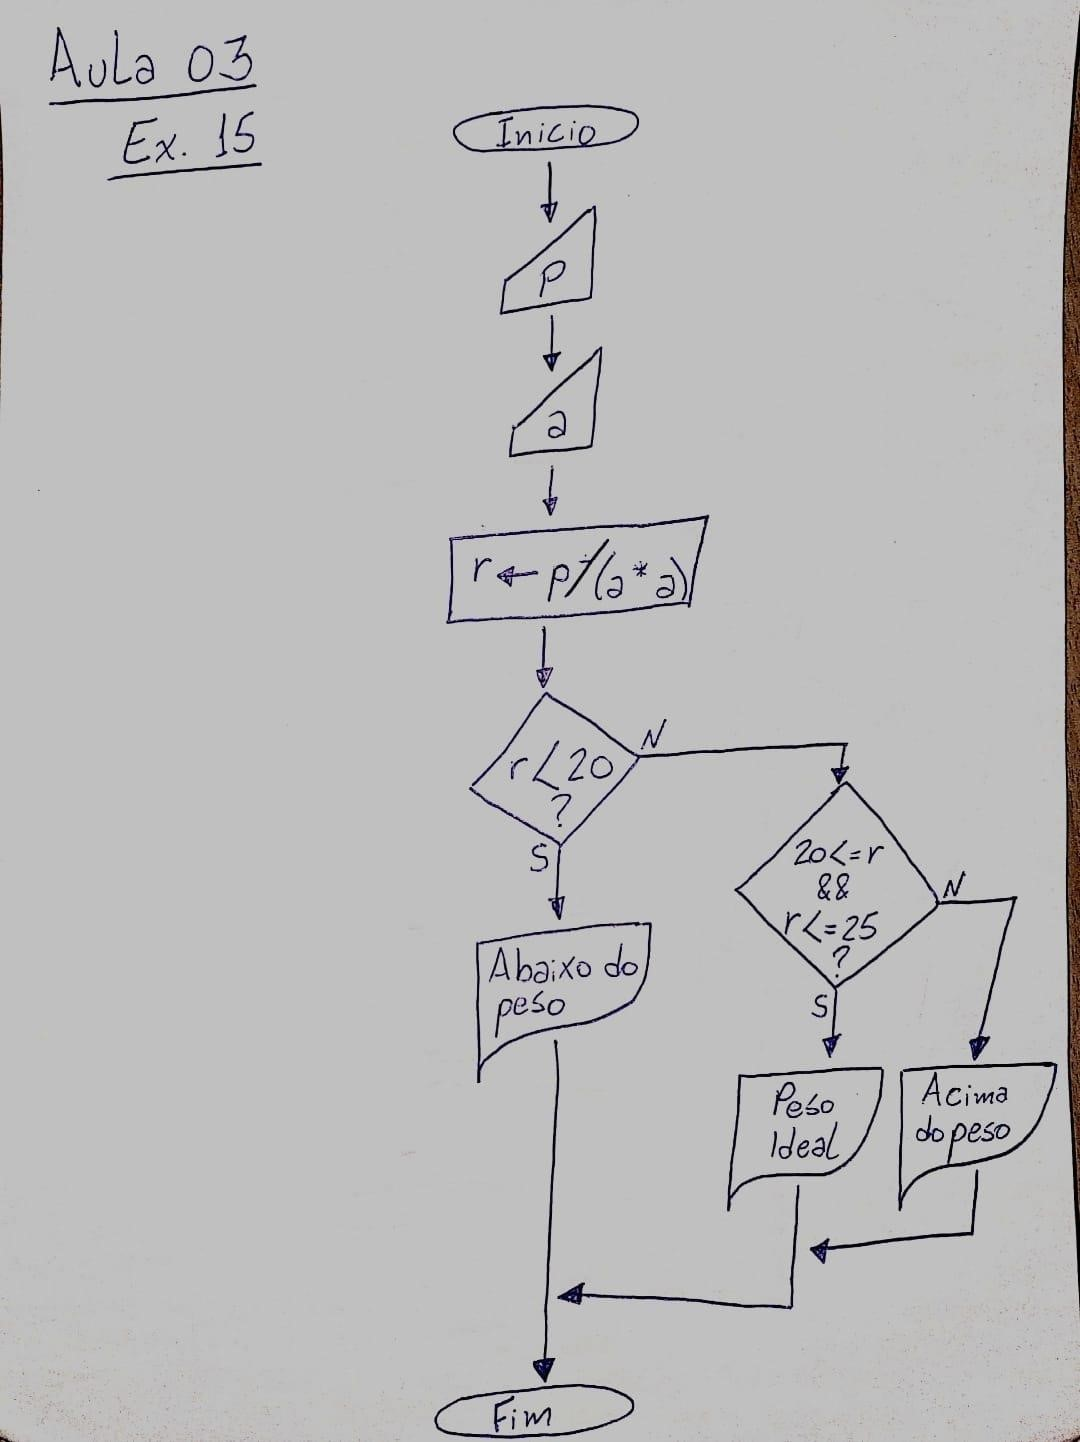 Aula 03
Ex. 15
Inicio
p
a
r ← p/(a*a)
r<20
?
N
S
20<=r
&&
r<=25
?
N
S
Abaixo do
peso
Peso
Ideal
Acima
do peso
Fim